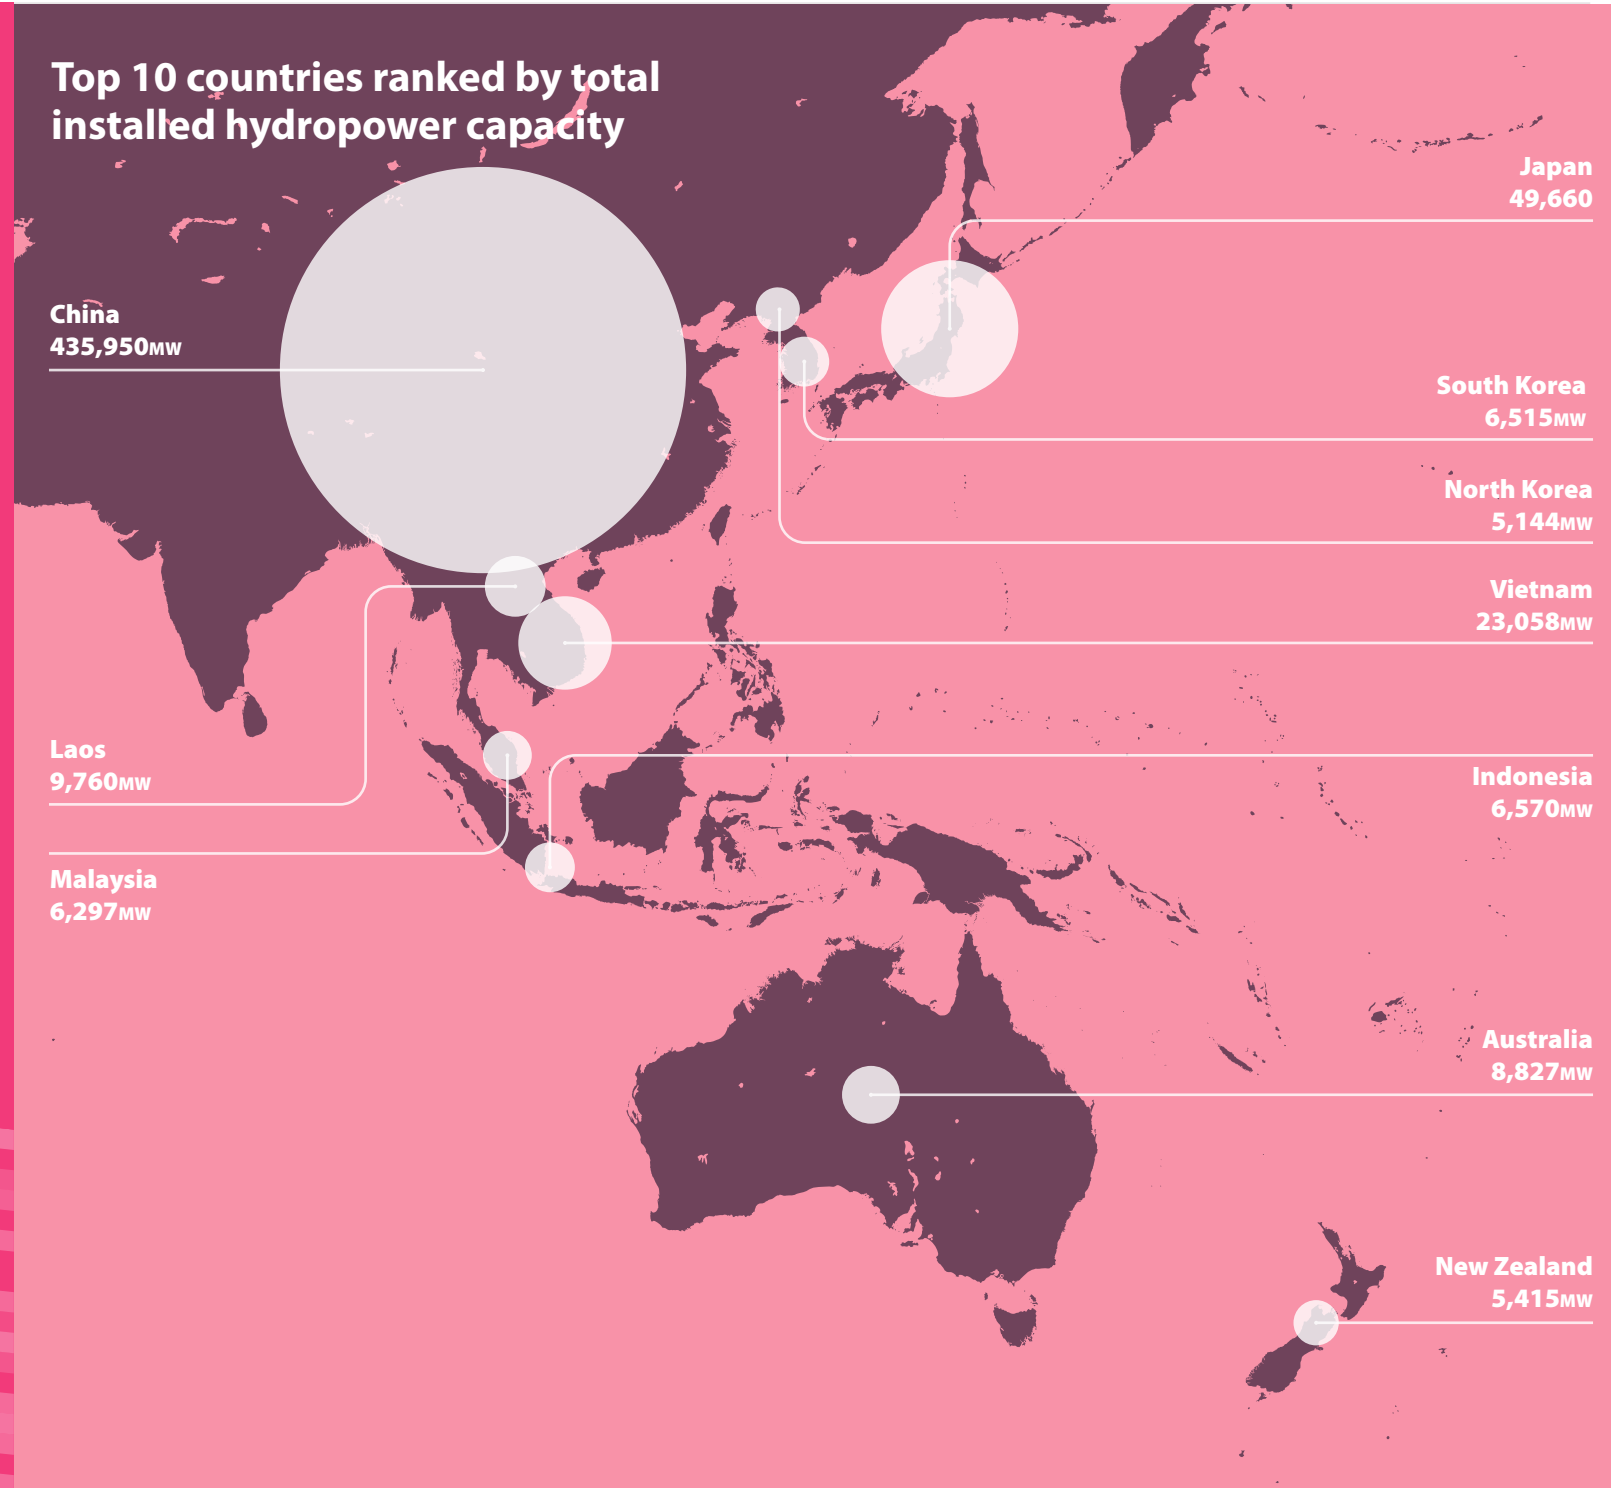 Top 10 countries ranked by total
installed hydropower capacity
Japan
49,660
China
435,950MW
South Korea
6,515MW
North Korea
5,144MW
Vietnam
23,058MW
Laos
9,760MW
Indonesia
6,570MW
Malaysia
6,297MW
Australia
8,827MW
New Zealand
5,415MW